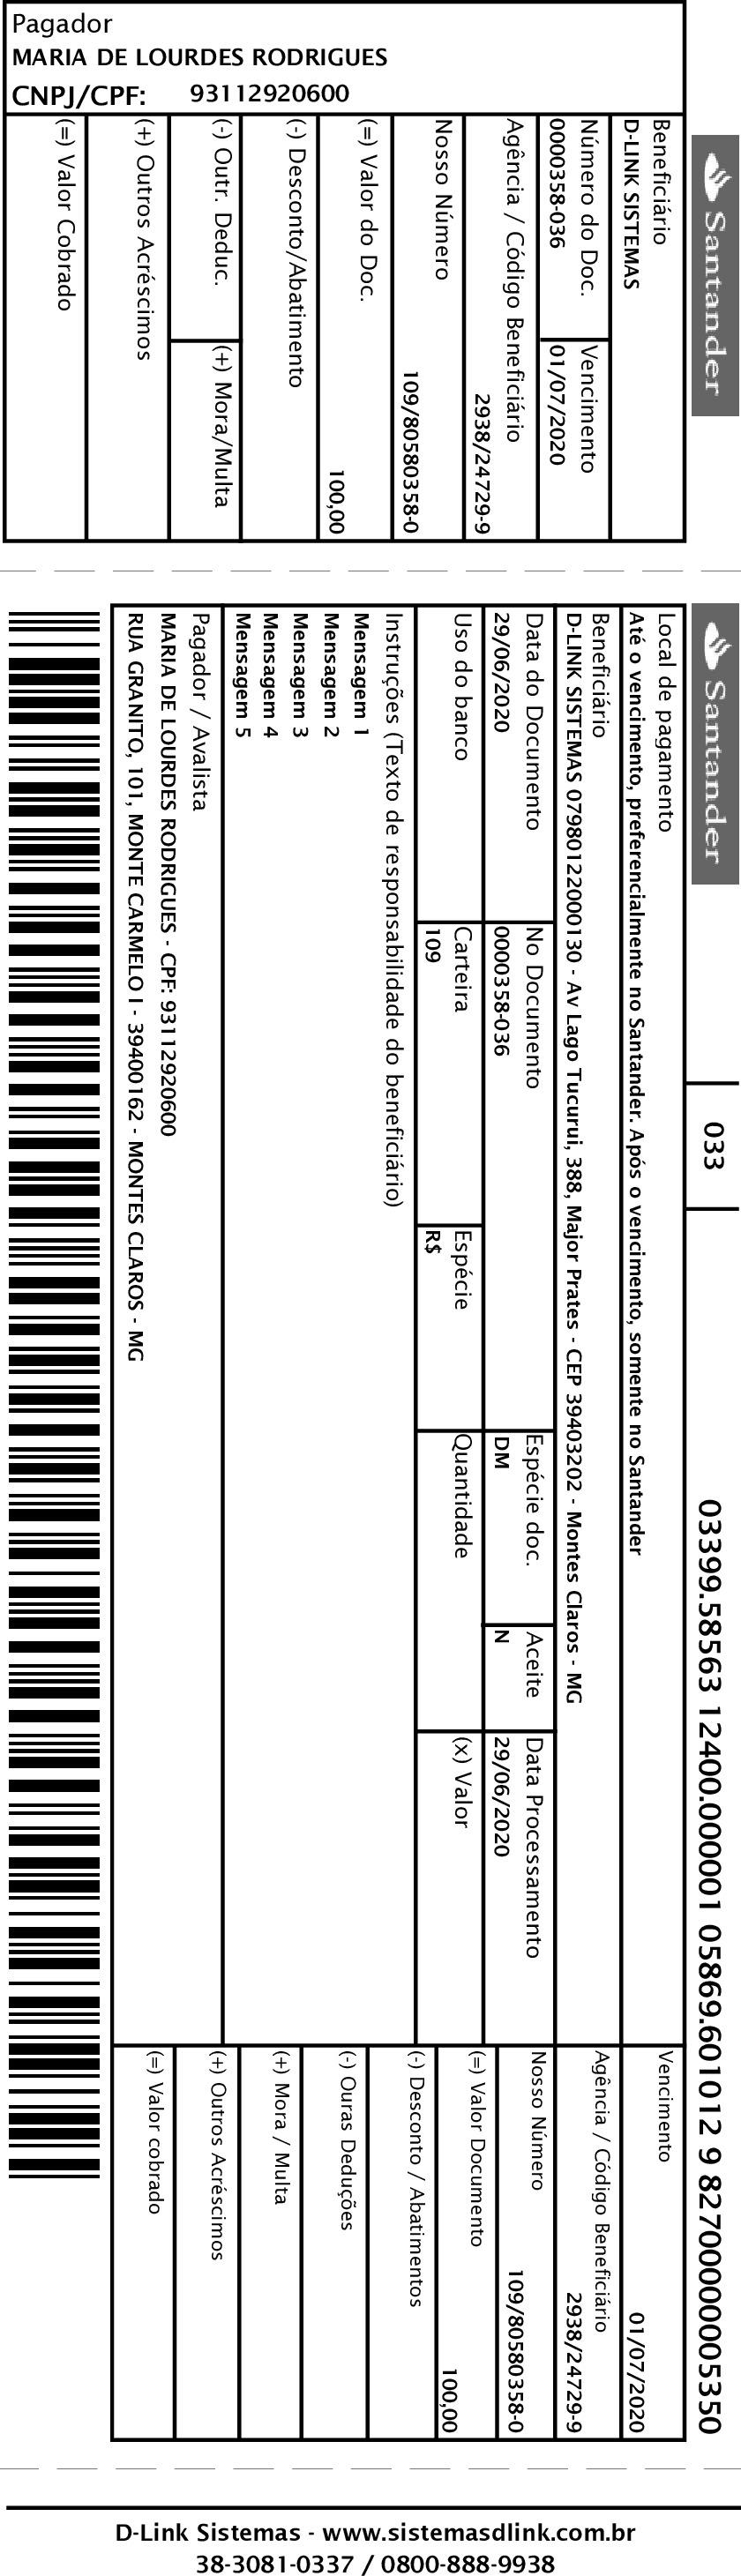 Pagador
MARIA DE LOURDES RODRIGUES
CNPJ/CPF: 93112920600
Santander
Beneficiário
D-LINK SISTEMAS
Número do Doc. Vencimento
0000358-036 01/07/2020
Agência / Código Beneficiário
2938/24729-9
Nosso Número
109/80580358-0
(=) Valor do Doc.
100,00
(-) Desconto/Abatimento
(-) Outr. Deduc. (+) Mora/Multa
(+) Outros Acréscimos
(=) Valor Cobrado
Santander 033 03399.58563 12400.000001 05869.601012 9 82700000005350
Local de pagamento Vencimento
Até o vencimento, preferencialmente no Santander. Após o vencimento, somente no Santander 01/07/2020
Beneficiário Agência / Código Beneficiário
D-LINK SISTEMAS 07980122000130 - Av Lago Tucurui, 388, Major Prates - CEP 39403202 - Montes Claros - MG 2938/24729-9
Data do Documento No Documento Espécie doc. Aceite Data Processamento Nosso Número
29/06/2020 0000358-036 DM N 29/06/2020 109/80580358-0
Uso do banco Carteira Espécie Quantidade (x) Valor (=) Valor Documento
109 R$ 100,00
Instruções (Texto de responsabilidade do beneficiário) (-) Desconto / Abatimentos
Mensagem 1
Mensagem 2 (-) Ouras Deduções
Mensagem 3
Mensagem 4 (+) Mora / Multa
Mensagem 5
Pagador / Avalista (+) Outros Acréscimos
MARIA DE LOURDES RODRIGUES - CPF: 93112920600
RUA GRANITO, 101, MONTE CARMELO I - 39400162 - MONTES CLAROS - MG (=) Valor cobrado
D-Link Sistemas - www.sistemasdlink.com.br
38-3081-0337 / 0800-888-9938